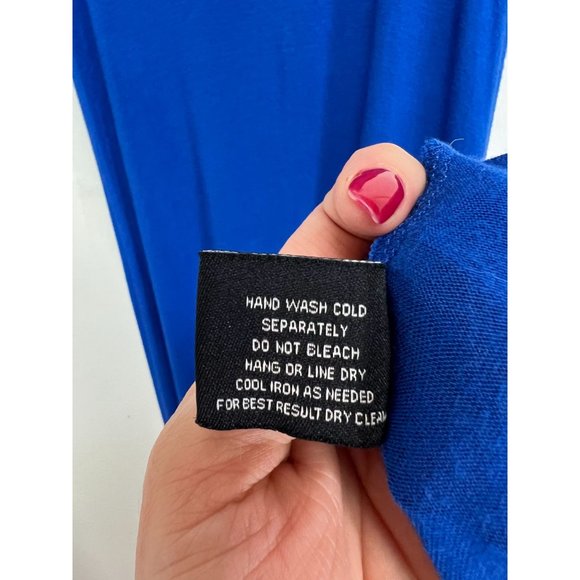 HAND WASH COLD
SEPARATELY
DO NOT BLEACH
HANG OR LINE DRY
COOL IRON AS NEEDED
FOR BEST RESULT DRY CLEAN